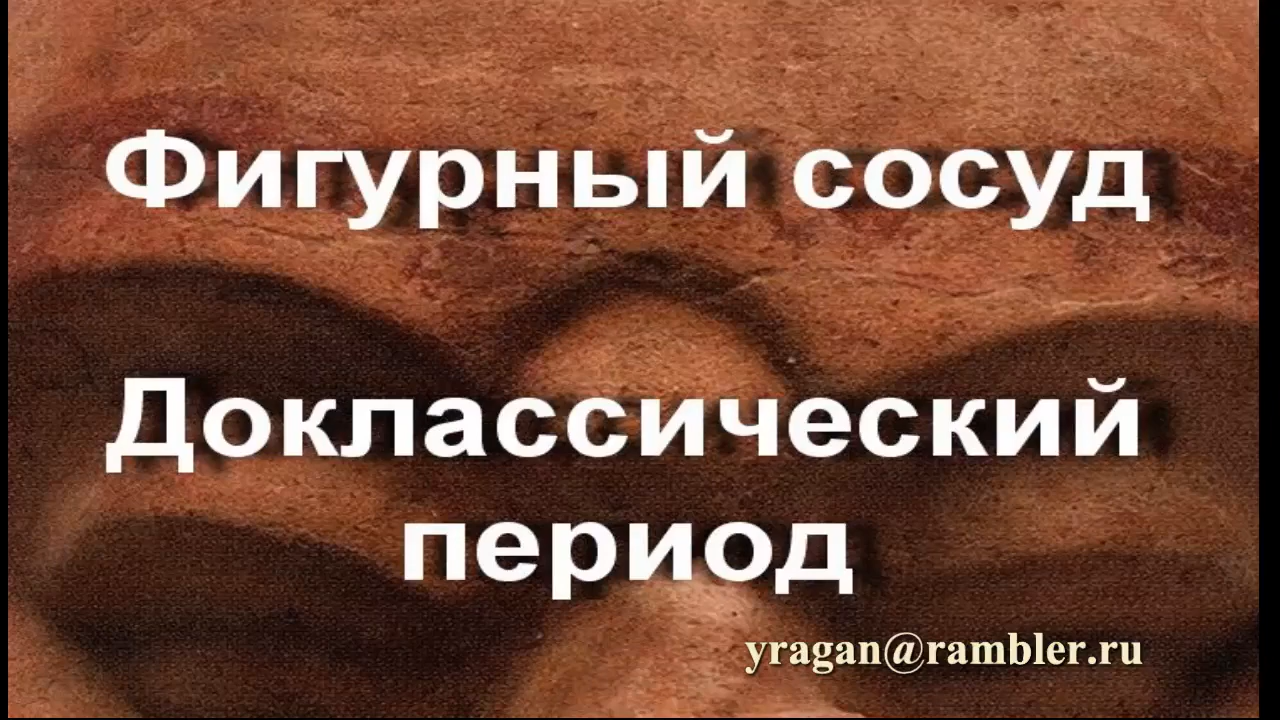 Фигурный сосуд
Доклассический
период
yragan@rambler.ru